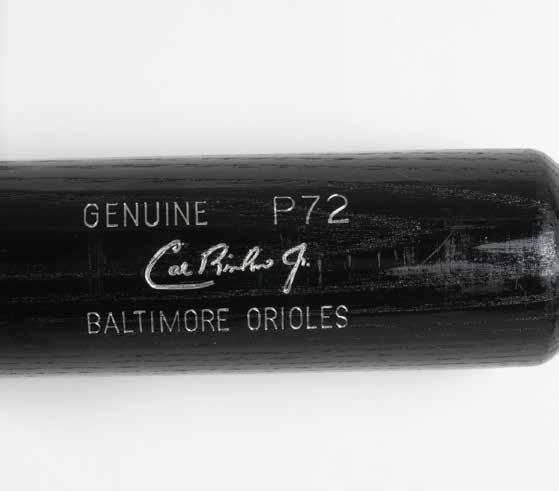 GENUINE P72
Cal Ripken Jr.
BALTIMORE ORIOLES